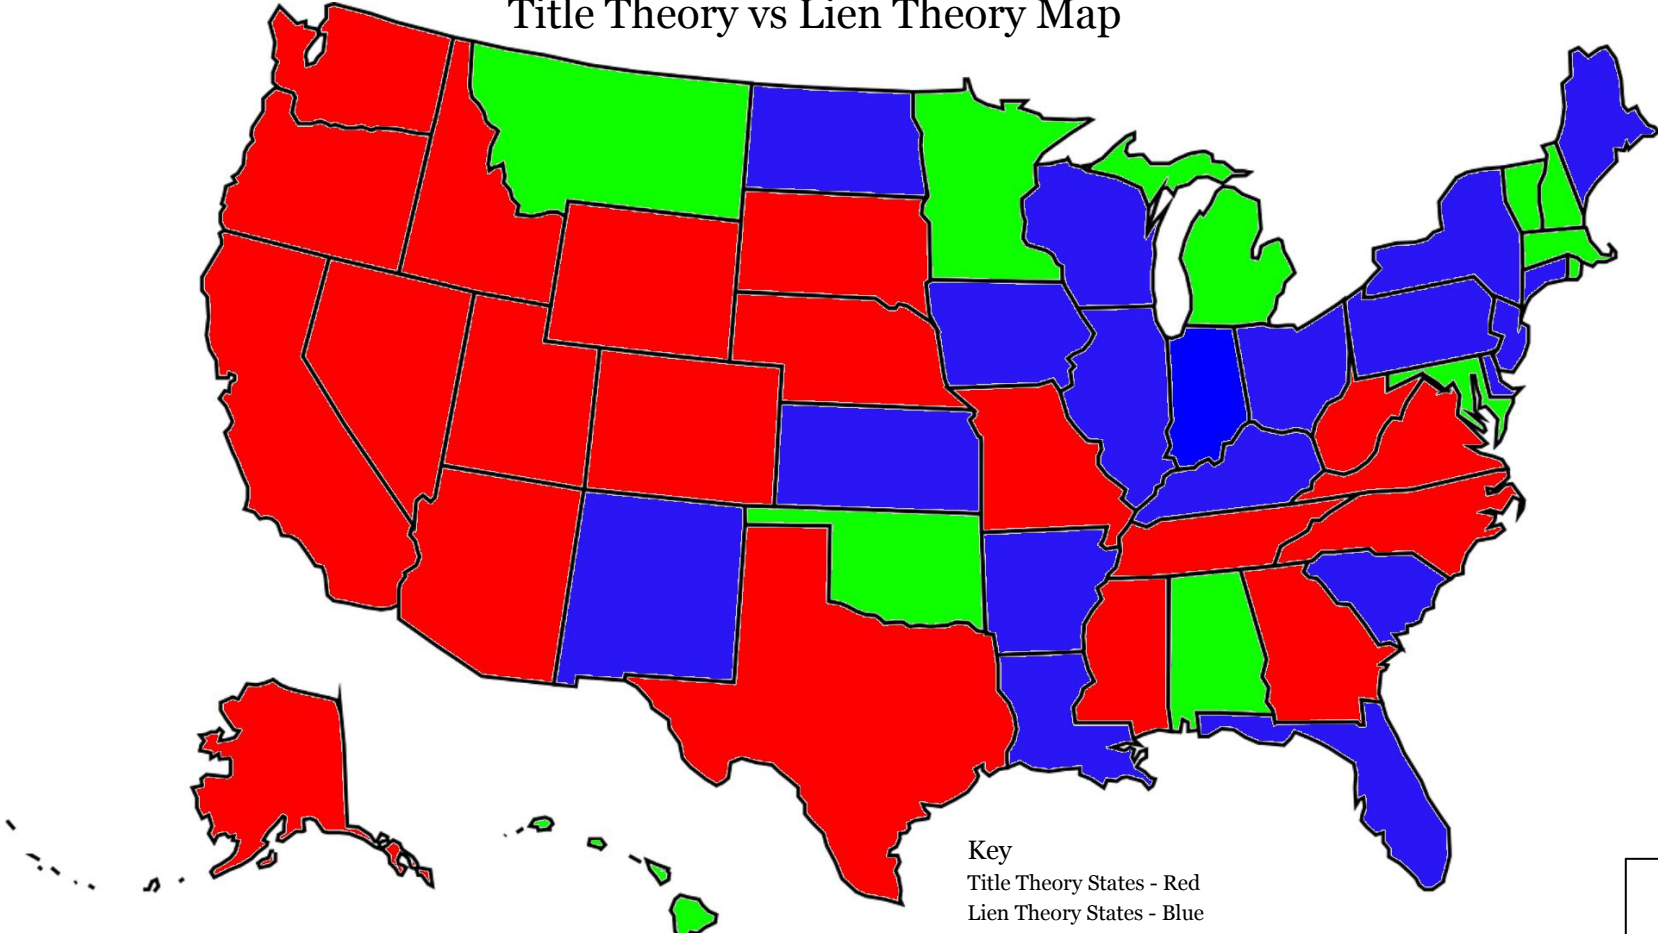 Title Theory vs Lien Theory Map
Key
Title Theory States - Red
Lien Theory States - Blue